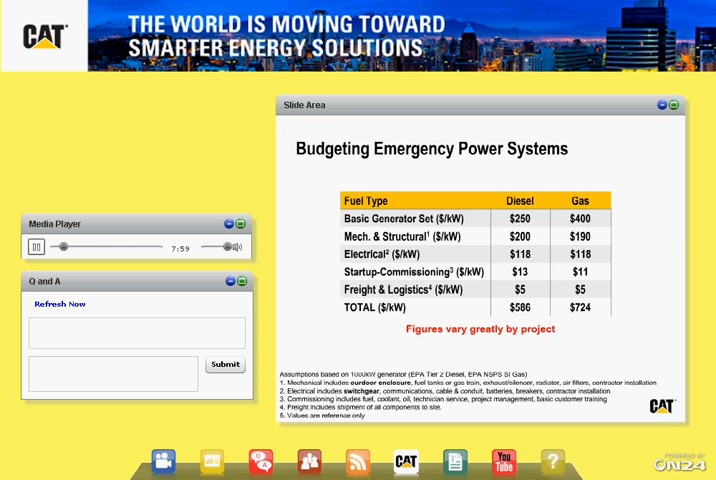 CAT
THE WORLD IS MOVING TOWARD
SMARTER ENERGY SOLUTIONS
Slide Area
Budgeting Emergency Power Systems
Fuel Type Diesel Gas
Basic Generator Set ($/kW) $250 $400
Mech. & Structural1 ($/kW) $200 $190
Electrical2 ($/kW) $118 $118
Startup-Commissioning3 ($/kW) $13 $11
Freight & Logistics4 ($/kW) $5 $5
TOTAL ($/kW) $586 $724
Figures vary greatly by project
Assumptions based on 1000kW generator (EPA Tier 2 Diesel, EPA NSPS SI Gas)
1. Mechanical includes ourdoor enclosure, fuel tanks or gas train, exhaust/silencer, radiator, air filters, contractor installation
2. Electrical includes switchgear, communications, cable & conduit, batteries, breakers, contractor installation
3. Commissioning includes fuel, coolant, oil, technician service, project management, basic customer training
4. Freight includes shipment of all components to site.
5. Values are reference only
CAT
Media Player
7:59
Q and A
Refresh Now
Submit
Q A
CAT
You
Tube
?
POWERED BY
ON24